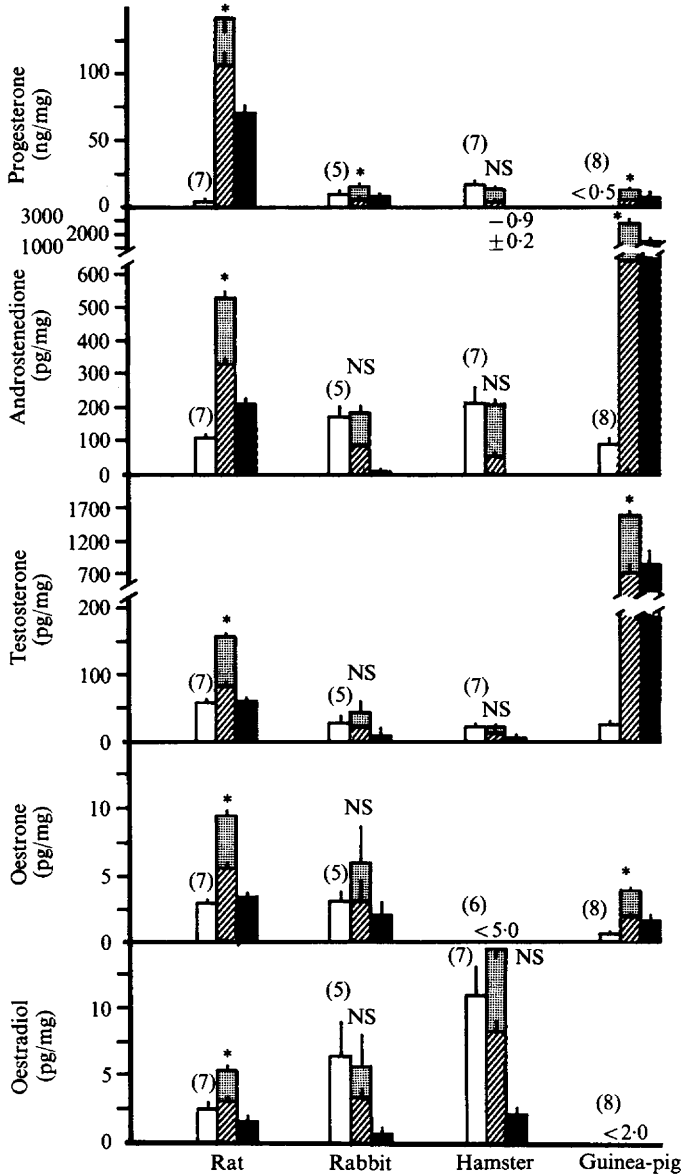 Progesterone
(ng/mg)
100
50
0
(7)
*
(5)
*
(7)
NS
(8)
<0·5
*
−0·9
±0·2
Androstenedione
(pg/mg)
3000
2000
1000
600
500
400
300
200
100
0
(7)
*
(5)
NS
(7)
NS
(8)
*
Testosterone
(pg/mg)
1700
1200
700
200
100
0
(7)
*
(5)
NS
(7)
NS
*
Oestrone
(pg/mg)
10
5
0
(7)
*
(5)
NS
(6)
<5·0
(8)
*
Oestradiol
(pg/mg)
10
5
0
(7)
*
(5)
NS
(7)
NS
(8)
<2·0
Rat
Rabbit
Hamster
Guinea-pig